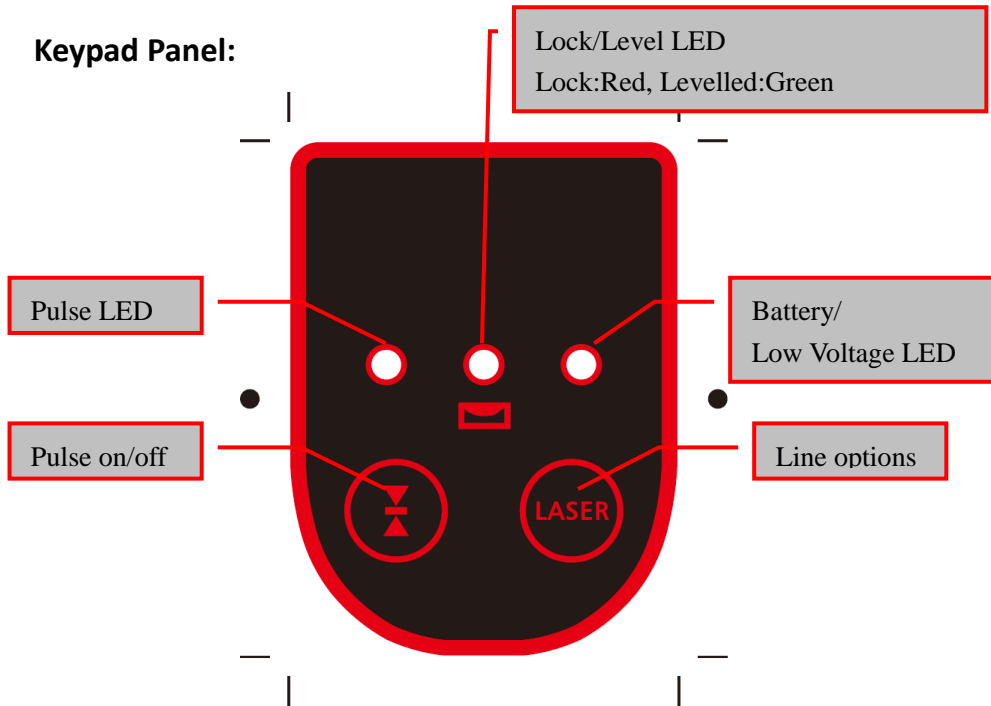 Keypad Panel:
Lock/Level LED
Lock:Red, Levelled:Green
Pulse LED
Battery/
Low Voltage LED
Pulse on/off
Line options
LASER